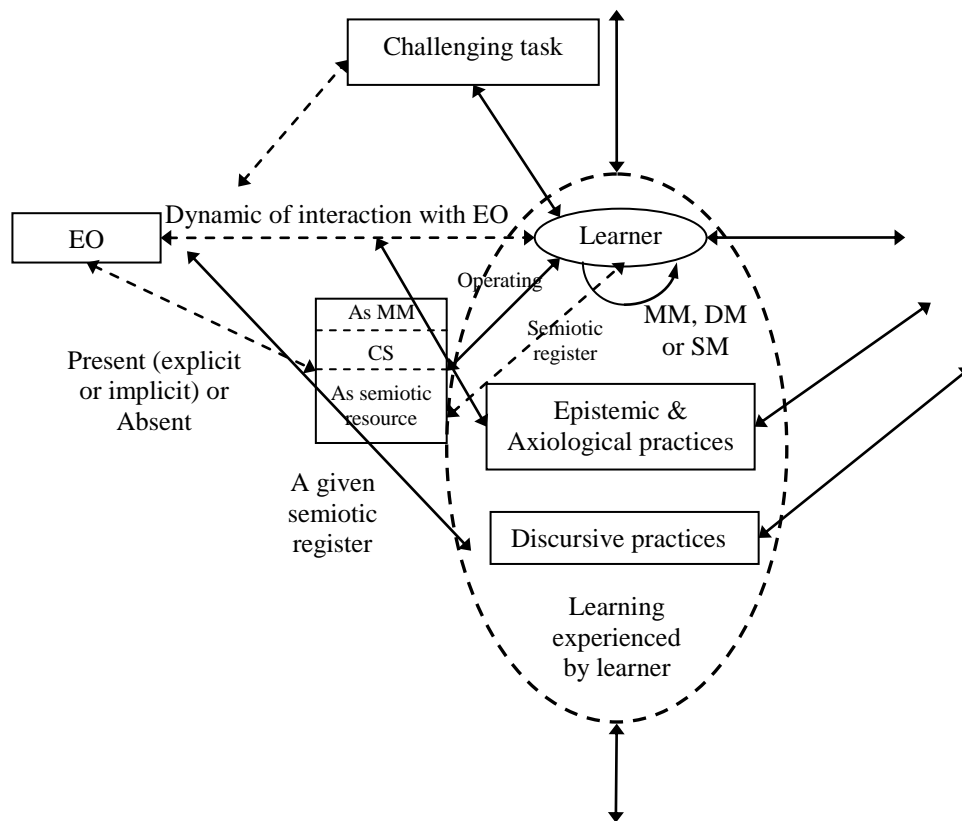 Challenging task
Dynamic of interaction with EO
EO
Learner
Operating
As MM
CS
As semiotic
resource
Semiotic
register
MM, DM
or SM
Present (explicit
or implicit) or
Absent
Epistemic &
Axiological practices
A given
semiotic
register
Discursive practices
Learning
experienced
by learner